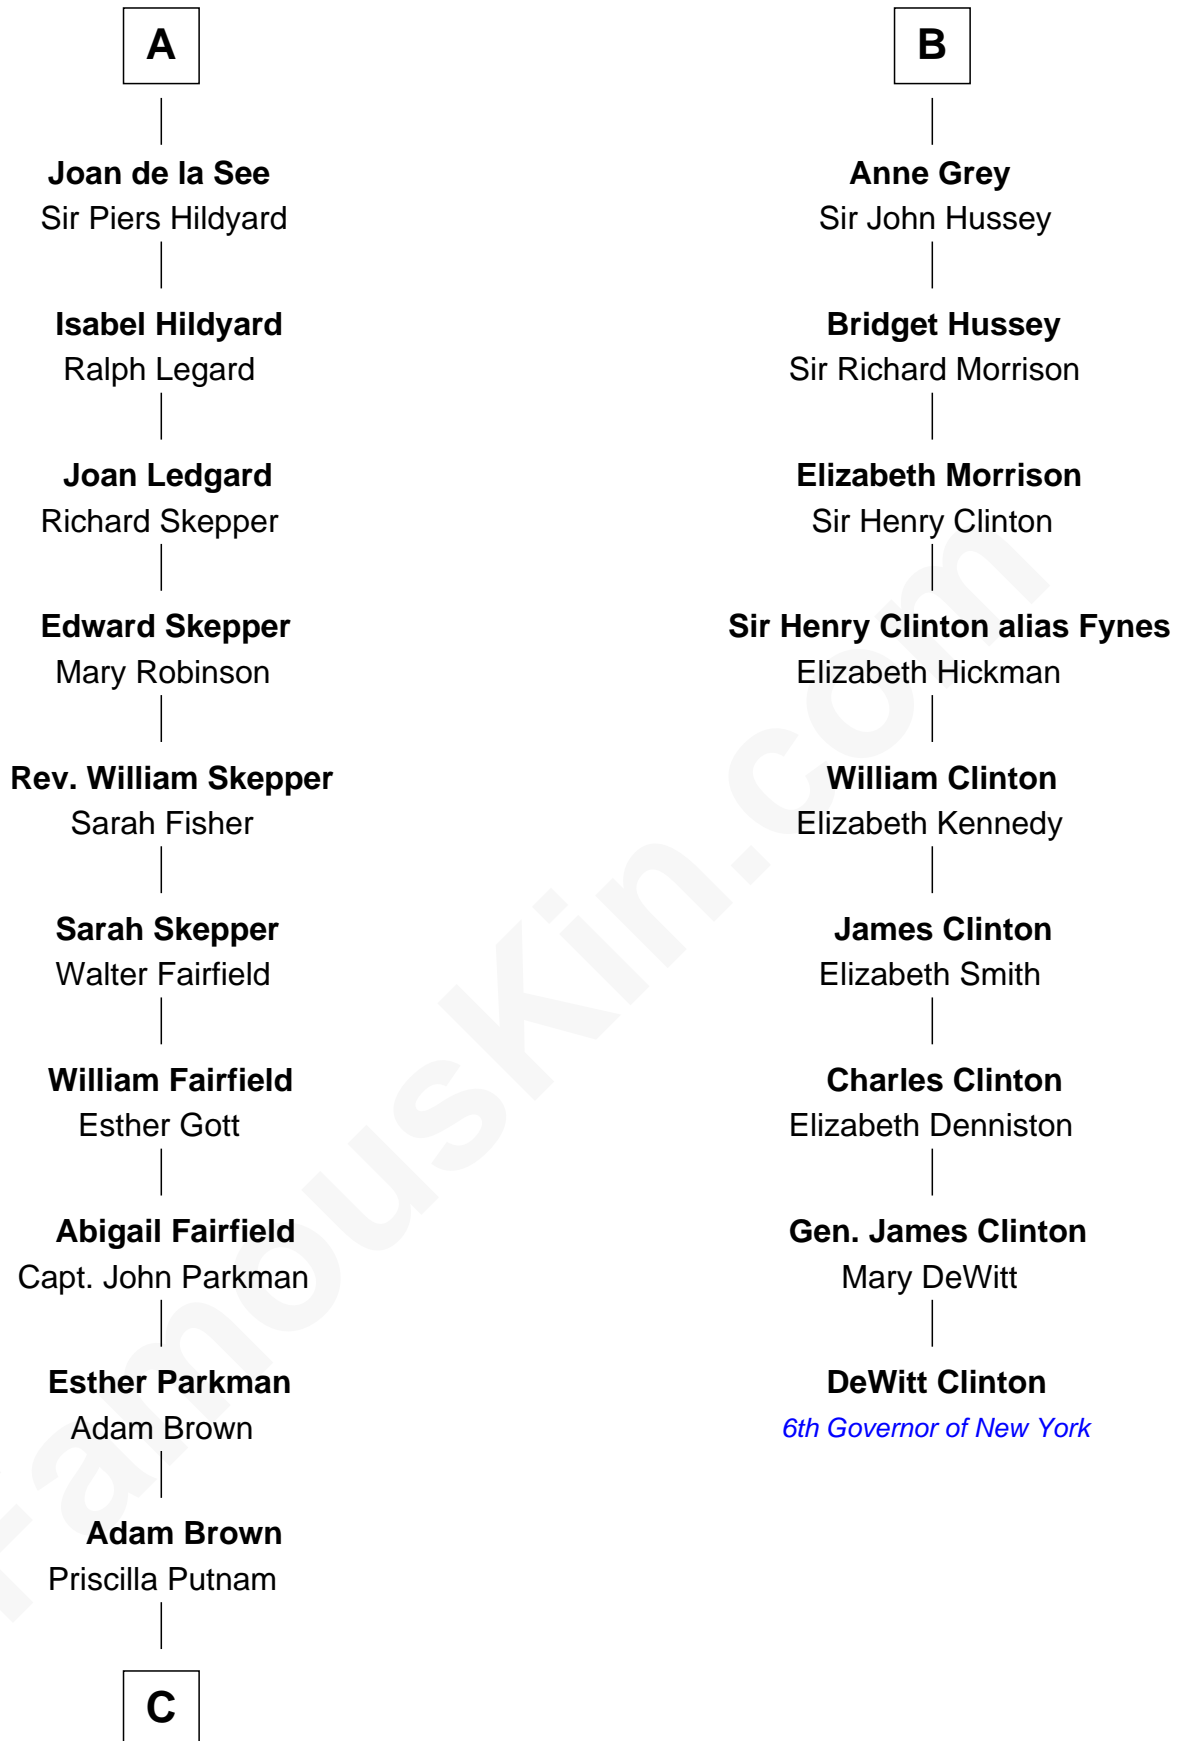 A
Joan de la See
Sir Piers Hildyard
Isabel Hildyard
Ralph Legard
Joan Ledgard
Richard Skepper
Edward Skepper
Mary Robinson
Rev. William Skepper
Sarah Fisher
Sarah Skepper
Walter Fairfield
William Fairfield
Esther Gott
Abigail Fairfield
Capt. John Parkman
Esther Parkman
Adam Brown
Adam Brown
Priscilla Putnam
C
B
Anne Grey
Sir John Hussey
Bridget Hussey
Sir Richard Morrison
Elizabeth Morrison
Sir Henry Clinton
Sir Henry Clinton alias Fynes
Elizabeth Hickman
William Clinton
Elizabeth Kennedy
James Clinton
Elizabeth Smith
Charles Clinton
Elizabeth Denniston
Gen. James Clinton
Mary DeWitt
DeWitt Clinton
6th Governor of New York
FamousKin.com